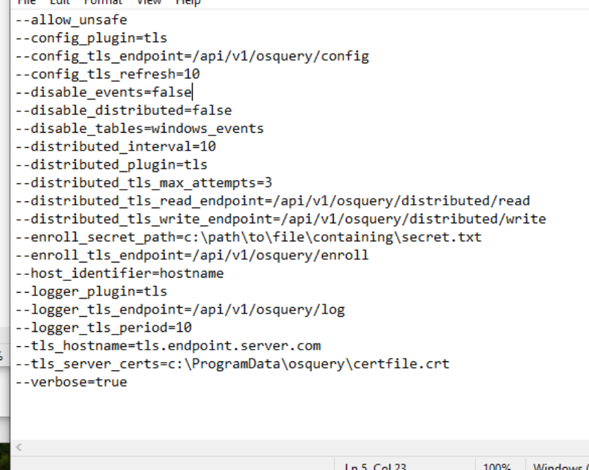 File Edit Format View Help
--allow_unsafe
--config_plugin=tls
--config_tls_endpoint=/api/v1/osquery/config
--config_tls_refresh=10
--disable_events=false
--disable_distributed=false
--disable_tables=windows_events
--distributed_interval=10
--distributed_plugin=tls
--distributed_tls_max_attempts=3
--distributed_tls_read_endpoint=/api/v1/osquery/distributed/read
--distributed_tls_write_endpoint=/api/v1/osquery/distributed/write
--enroll_secret_path=c:\path\to\file\containing\secret.txt
--enroll_tls_endpoint=/api/v1/osquery/enroll
--host_identifier=hostname
--logger_plugin=tls
--logger_tls_endpoint=/api/v1/osquery/log
--logger_tls_period=10
--tls_hostname=tls.endpoint.server.com
--tls_server_certs=c:\ProgramData\osquery\certfile.crt
--verbose=true
Ln 5, Col 23 100% Windows (